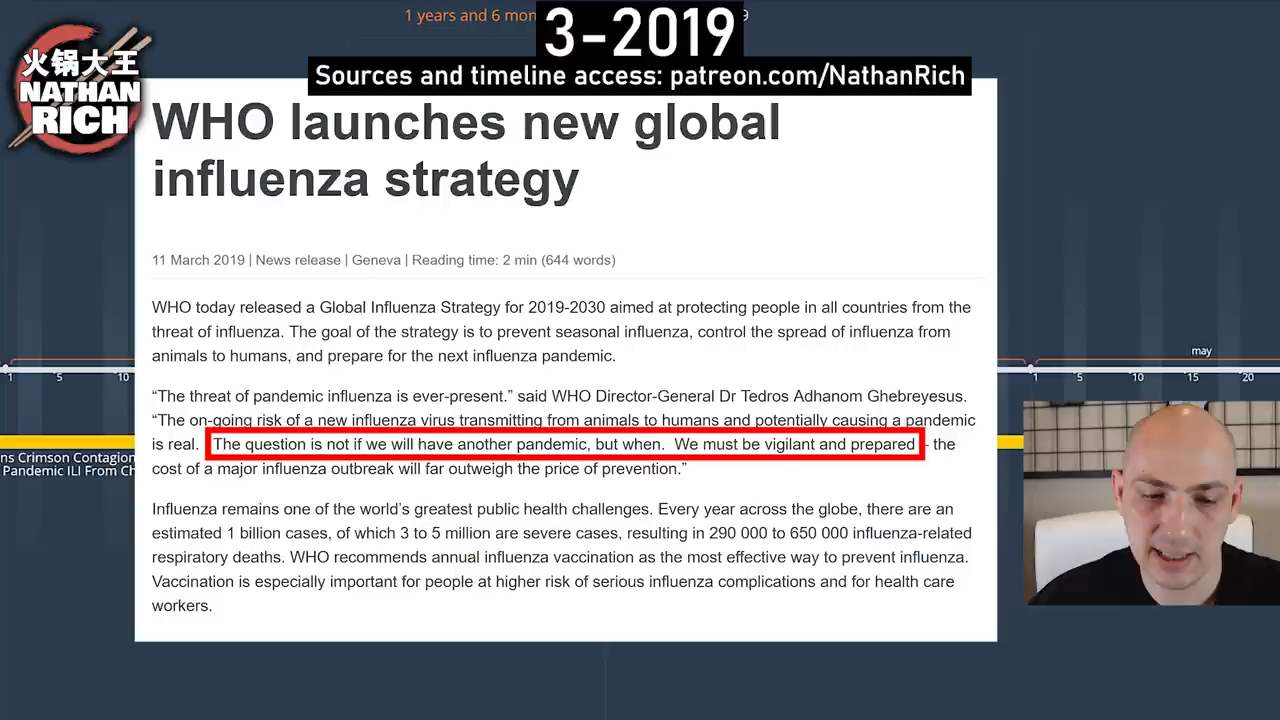 1 years and 6 mon
3-2019
9
Sources and timeline access: patreon.com/NathanRich
火锅大王
NATHAN
RICH
WHO launches new global
influenza strategy
11 March 2019 | News release | Geneva | Reading time: 2 min (644 words)
WHO today released a Global Influenza Strategy for 2019-2030 aimed at protecting people in all countries from the
threat of influenza. The goal of the strategy is to prevent seasonal influenza, control the spread of influenza from
animals to humans, and prepare for the next influenza pandemic.
may
1 5 10 1 5 10 15 20
“The threat of pandemic influenza is ever-present.” said WHO Director-General Dr Tedros Adhanom Ghebreyesus.
“The on-going risk of a new influenza virus transmitting from animals to humans and potentially causing a pandemic
is real. The question is not if we will have another pandemic, but when. We must be vigilant and prepared - the
cost of a major influenza outbreak will far outweigh the price of prevention.”
ns Crimson Contagion
Pandemic ILI From Ch
Influenza remains one of the world’s greatest public health challenges. Every year across the globe, there are an
estimated 1 billion cases, of which 3 to 5 million are severe cases, resulting in 290 000 to 650 000 influenza-related
respiratory deaths. WHO recommends annual influenza vaccination as the most effective way to prevent influenza.
Vaccination is especially important for people at higher risk of serious influenza complications and for health care
workers.